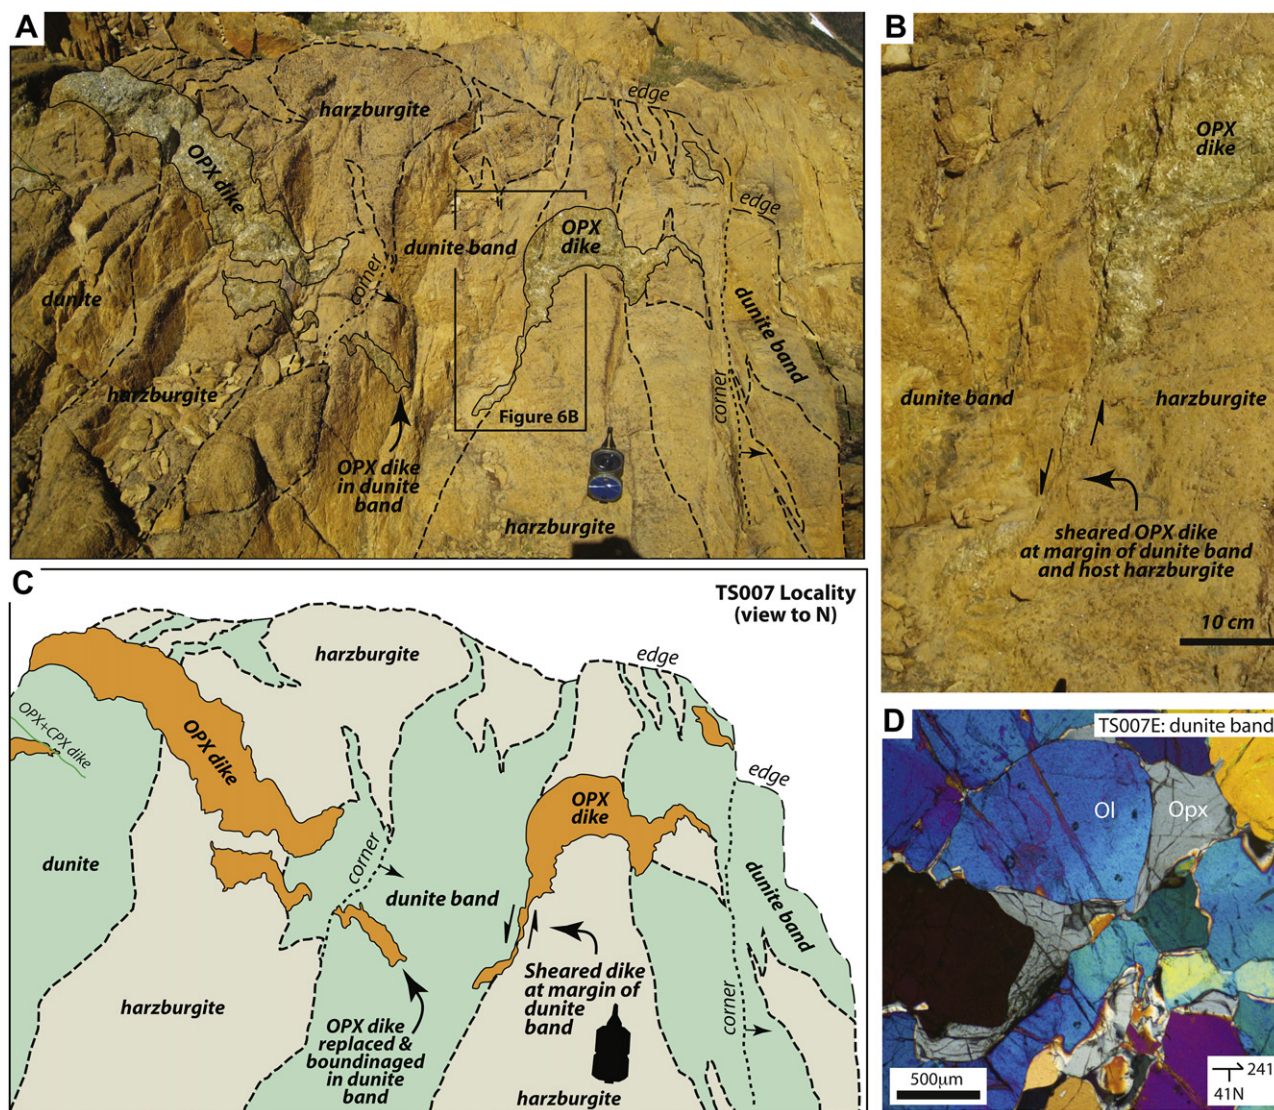 A
harzburgite
edge
OPX dike
edge
dunite band
OPX
dike
corner
dunite
dunite band
harzburgite
Figure 6B
corner
OPX dike
in dunite
band
harzburgite
B
OPX
dike
dunite band
harzburgite
sheared OPX dike
at margin of dunite band
and host harzburgite
10 cm
C
TS007 Locality
(view to N)
harzburgite
edge
OPX+CPX dike
OPX dike
edge
OPX
dike
dunite
corner
dunite band
dunite band
harzburgite
Sheared dike
at margin of
dunite
band
corner
OPX dike
replaced &
boundinaged
in dunite
band
harzburgite
D
TS007E: dunite band
Ol
Opx
500μm
241
41N